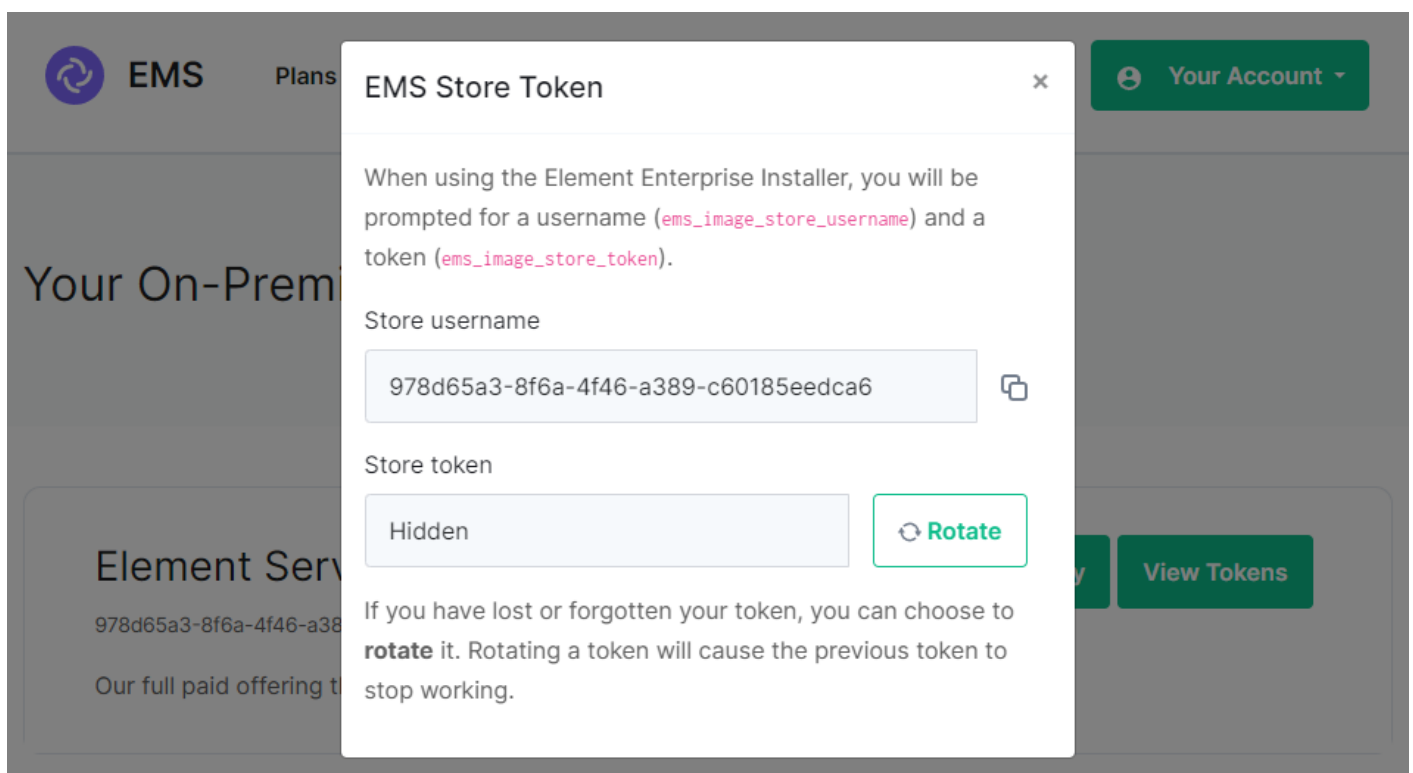 EMS
Plans
Your Account
EMS Store Token
When using the Element Enterprise Installer, you will be
prompted for a username (ems_image_store_username) and a
token (ems_image_store_token).
Your On-Premi
Store username
978d65a3-8f6a-4f46-a389-c60185eedca6
Store token
Hidden
Rotate
Element Serv
y
View Tokens
978d65a3-8f6a-4f46-a38
If you have lost or forgotten your token, you can choose to
rotate it. Rotating a token will cause the previous token to
stop working.
Our full paid offering t